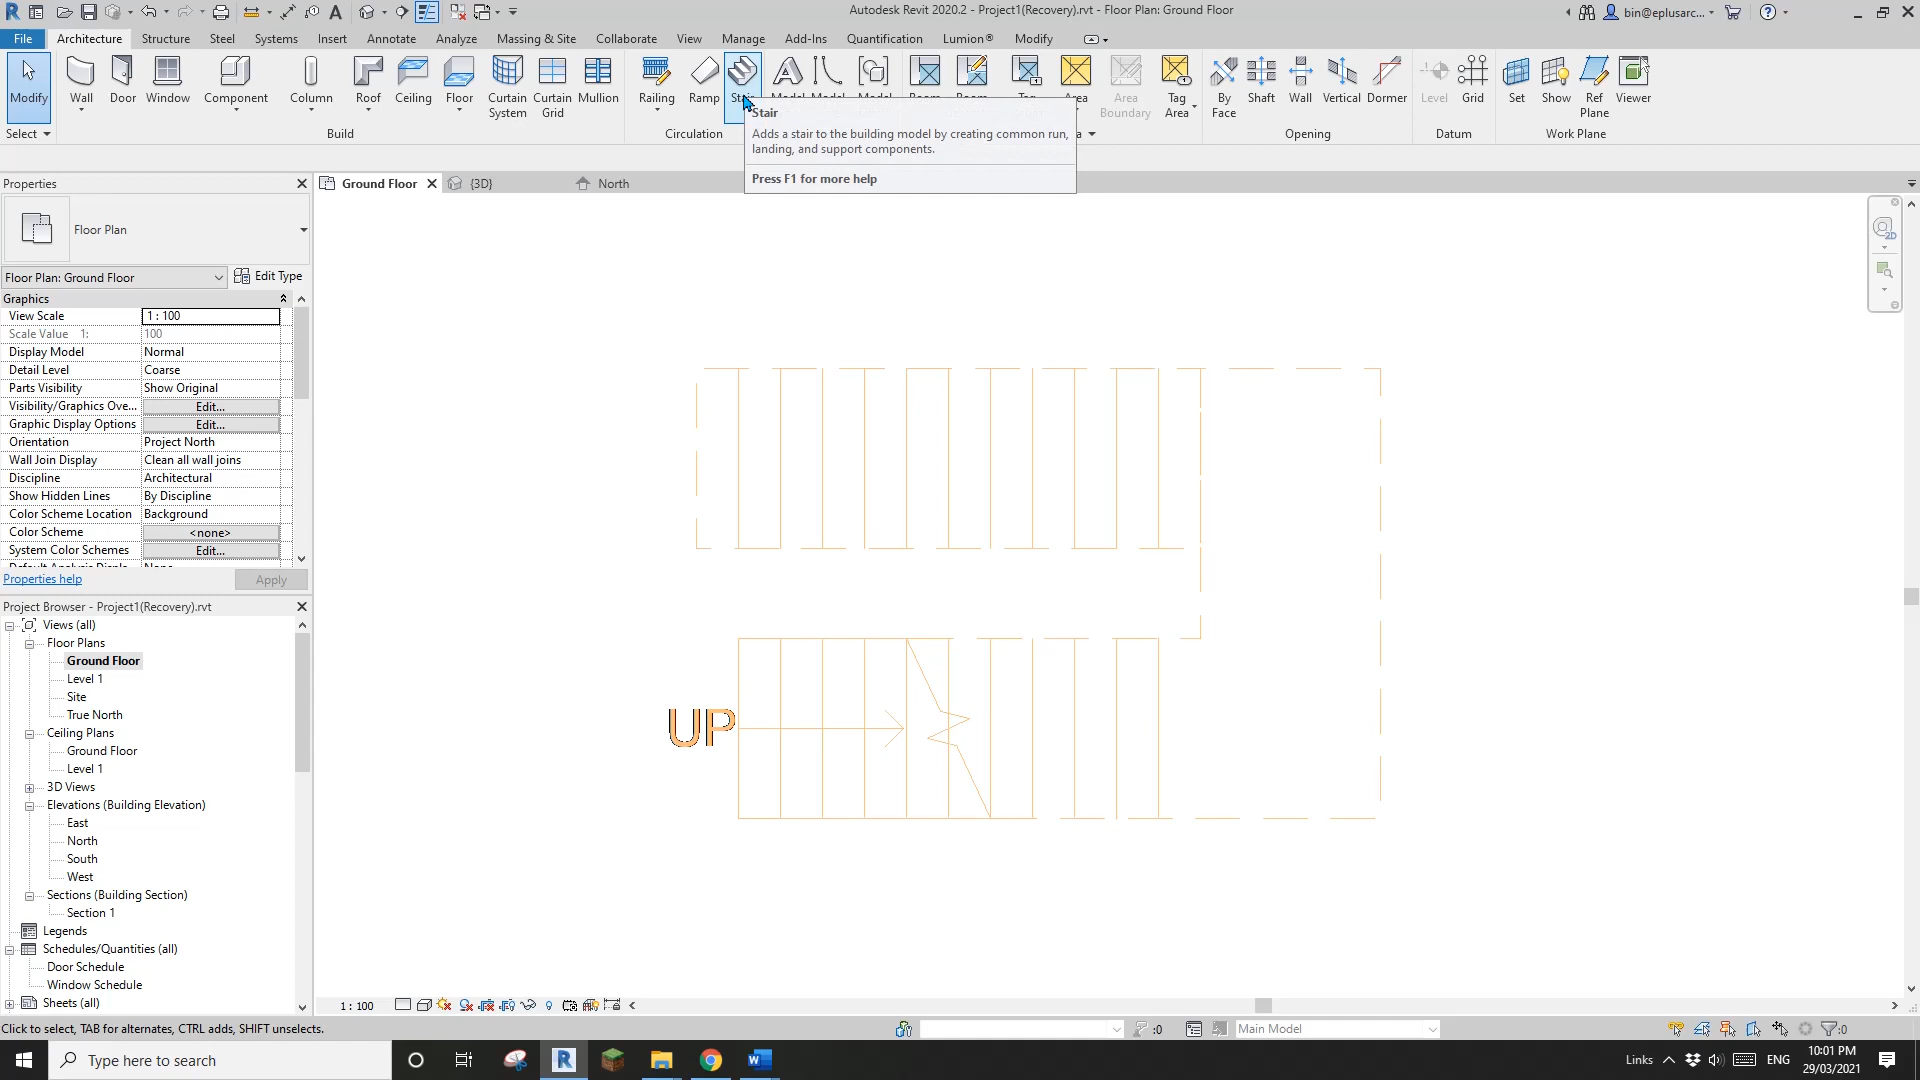 Autodesk Revit 2020.2 - Project1(Recovery).rvt - Floor Plan: Ground Floor
bin@eplusarc...
File Architecture Structure Steel Systems Insert Annotate Analyze Massing & Site Collaborate View Manage Add-Ins Quantification Lumion® Modify
Modify Wall Door Window Component Column Roof Ceiling Floor Curtain System Curtain Grid Mullion Railing Ramp Stair Area Area Boundary Tag Area By Face Shaft Wall Vertical Dormer Level Grid Set Show Ref Plane Viewer
Select Build Circulation Opening Datum Work Plane
Stair
Adds a stair to the building model by creating common run,
landing, and support components.
Press F1 for more help
Properties
Ground Floor {3D} North
Floor Plan
Floor Plan: Ground Floor Edit Type
Graphics
View Scale 1 : 100
Scale Value 1: 100
Display Model Normal
Detail Level Coarse
Parts Visibility Show Original
Visibility/Graphics Ove... Edit...
Graphic Display Options Edit...
Orientation Project North
Wall Join Display Clean all wall joins
Discipline Architectural
Show Hidden Lines By Discipline
Color Scheme Location Background
Color Scheme <none>
System Color Schemes Edit...
Properties help Apply
Project Browser - Project1(Recovery).rvt
Views (all)
Floor Plans
Ground Floor
Level 1
Site
True North
Ceiling Plans
Ground Floor
Level 1
3D Views
Elevations (Building Elevation)
East
North
South
West
Sections (Building Section)
Section 1
Legends
Schedules/Quantities (all)
Door Schedule
Window Schedule
Sheets (all)
UP
2D
1 : 100
Click to select, TAB for alternates, CTRL adds, SHIFT unselects.
:0 Main Model :0
Type here to search
Links ENG 10:01 PM
29/03/2021